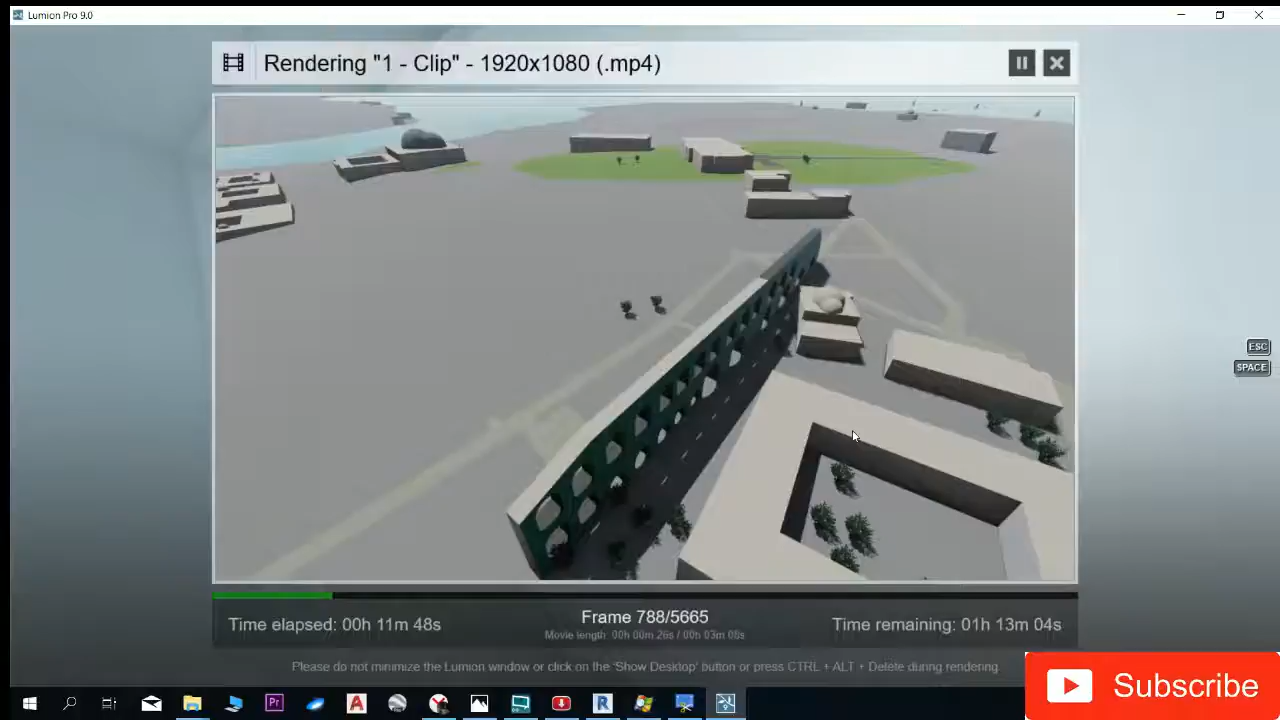 Lumion Pro 9.0
Rendering "1 - Clip" - 1920x1080 (.mp4)
ESC
SPACE
Time elapsed: 00h 11m 48s
Frame 788/5665
Movie length: 00h 00m 26s / 00h 03m 08s
Time remaining: 01h 13m 04s
Please do not minimize the Lumion window or click on the 'Show Desktop' button or press CTRL + ALT + Delete during rendering.
Pr
A
R
Subscribe